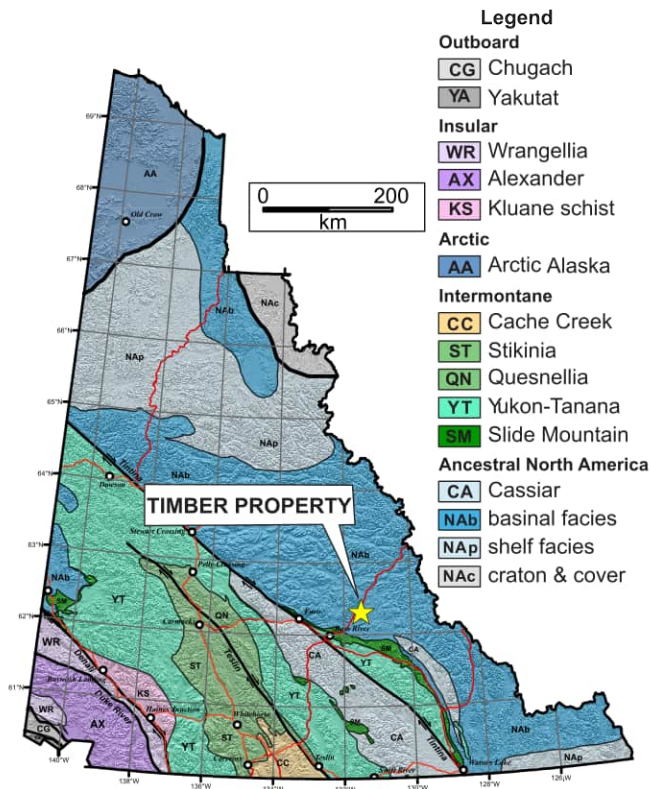 Legend
Outboard
CG Chugach
YA Yakutat
Insular
WR Wrangellia
AX Alexander
KS Kluane schist
Arctic
AA Arctic Alaska
Intermontane
CC Cache Creek
ST Stikinia
QN Quesnellia
YT Yukon-Tanana
SM Slide Mountain
Ancestral North America
CA Cassiar
NAb basinal facies
NAp shelf facies
NAc craton & cover
0 200
km
69°N
AA
68°N
Old Crow
67°N
NAc
NAb
66°N
NAp
65°N
NAp
64°N
NAb
Tintina
Dawson
TIMBER PROPERTY
Stewart Crossing
63°N
NAb
Pelly Crossing
NAb
SM
YT
QN
Faro
62°N
Carmacks
Ross River
WR
CA
SM
CA
YT
ST
Teslin
Denali
61°N
KS
YT
Duke River
Haines Junction
WR
AX
Whitehorse
SM
CG
CA
Tintina
NAb
YT
ST
CC
Teslin
Carcross
Watson Lake
NAp
Swift River
140°W
138°W
136°W
134°W
132°W
130°W
128°W
126°W